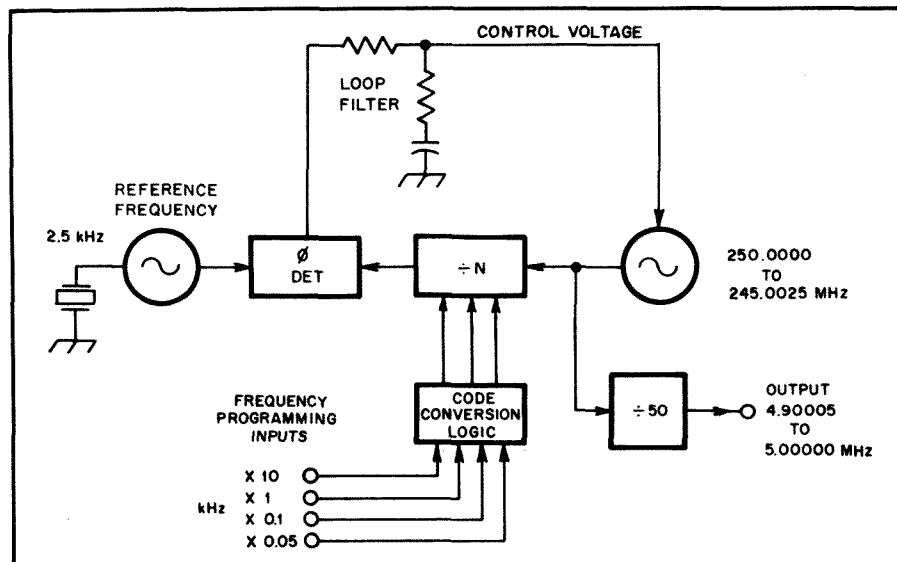 CONTROL VOLTAGE
LOOP
FILTER
REFERENCE
FREQUENCY
2.5 kHz
ø
DET
÷N
250.0000
TO
245.0025 MHz
FREQUENCY
PROGRAMMING
INPUTS
CODE
CONVERSION
LOGIC
÷50
OUTPUT
4.90005
TO
5.00000 MHz
kHz
X 10
X 1
X 0.1
X 0.05